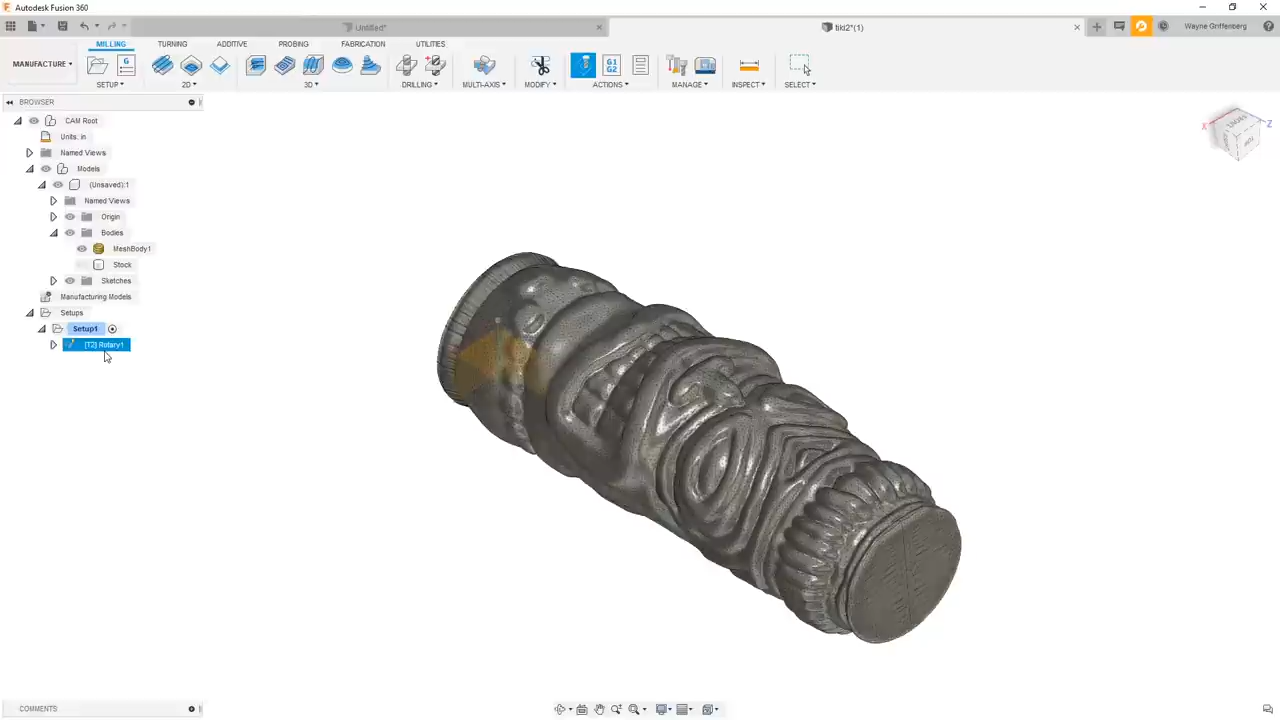 Autodesk Fusion 360
Untitled*
tiki2*(1)
Wayne Griffenberg
MILLING
TURNING
ADDITIVE
PROBING
FABRICATION
UTILITIES
MANUFACTURE
G
G1
G2
SETUP
2D
3D
DRILLING
MULTI-AXIS
MODIFY
ACTIONS
MANAGE
INSPECT
SELECT
BROWSER
CAM Root
Units: in
Named Views
Models
(Unsaved):1
Named Views
Origin
Bodies
MeshBody1
Stock
Sketches
Manufacturing Models
Setups
Setup1
[T2] Rotary1
X
Z
COMMENTS